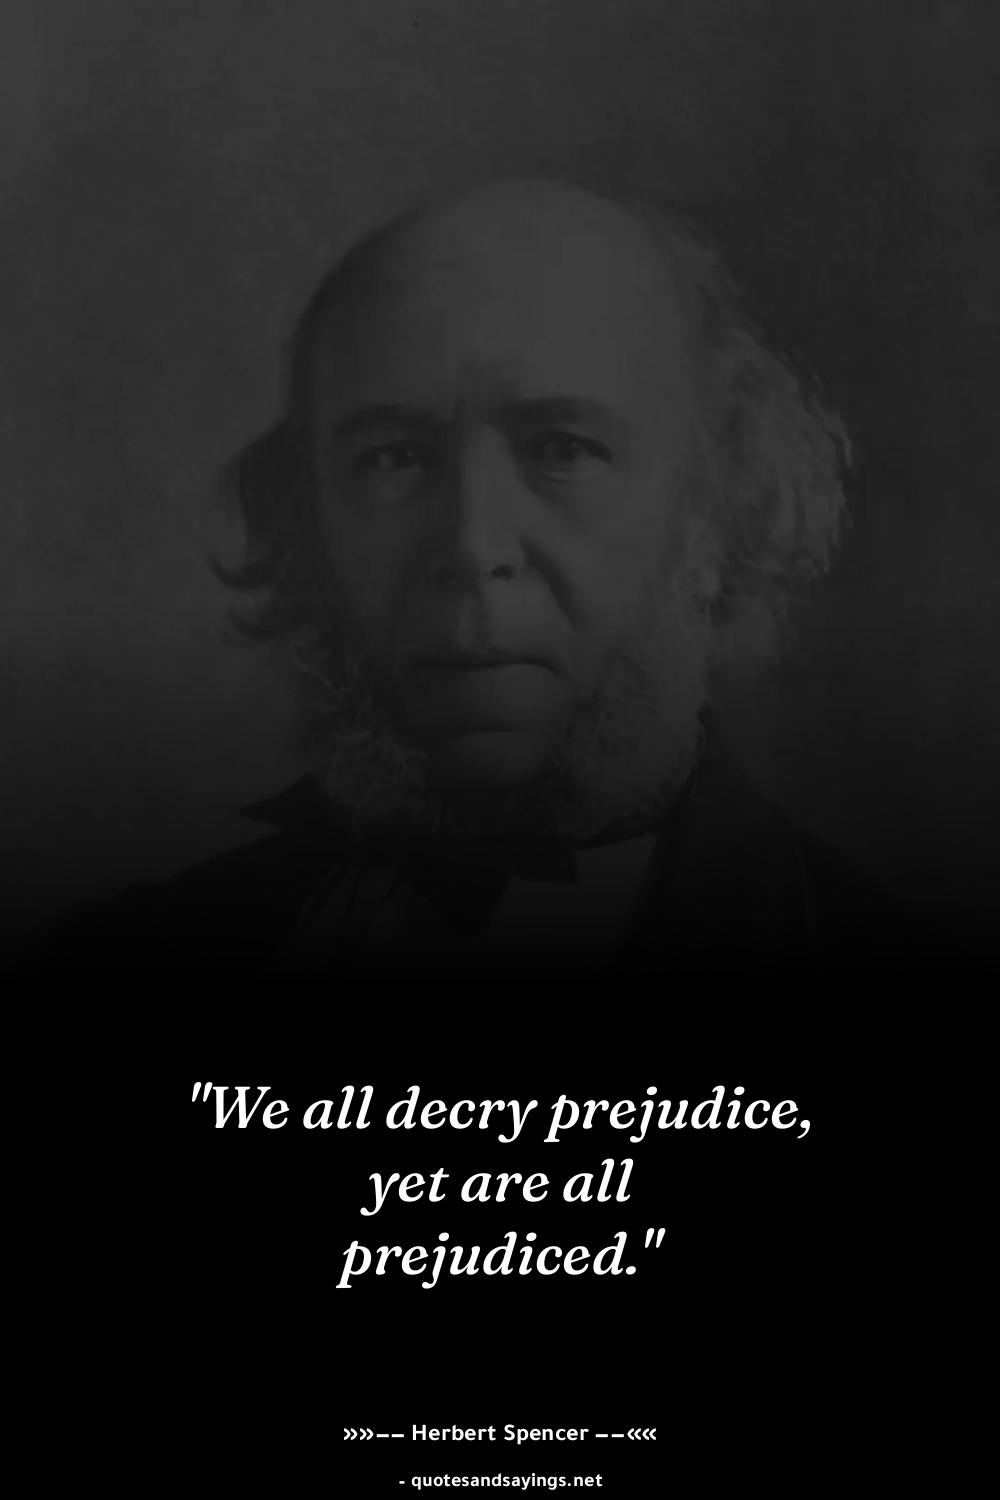 "We all decry prejudice,
yet are all
prejudiced."
»»–– Herbert Spencer ––««
- quotesandsayings.net